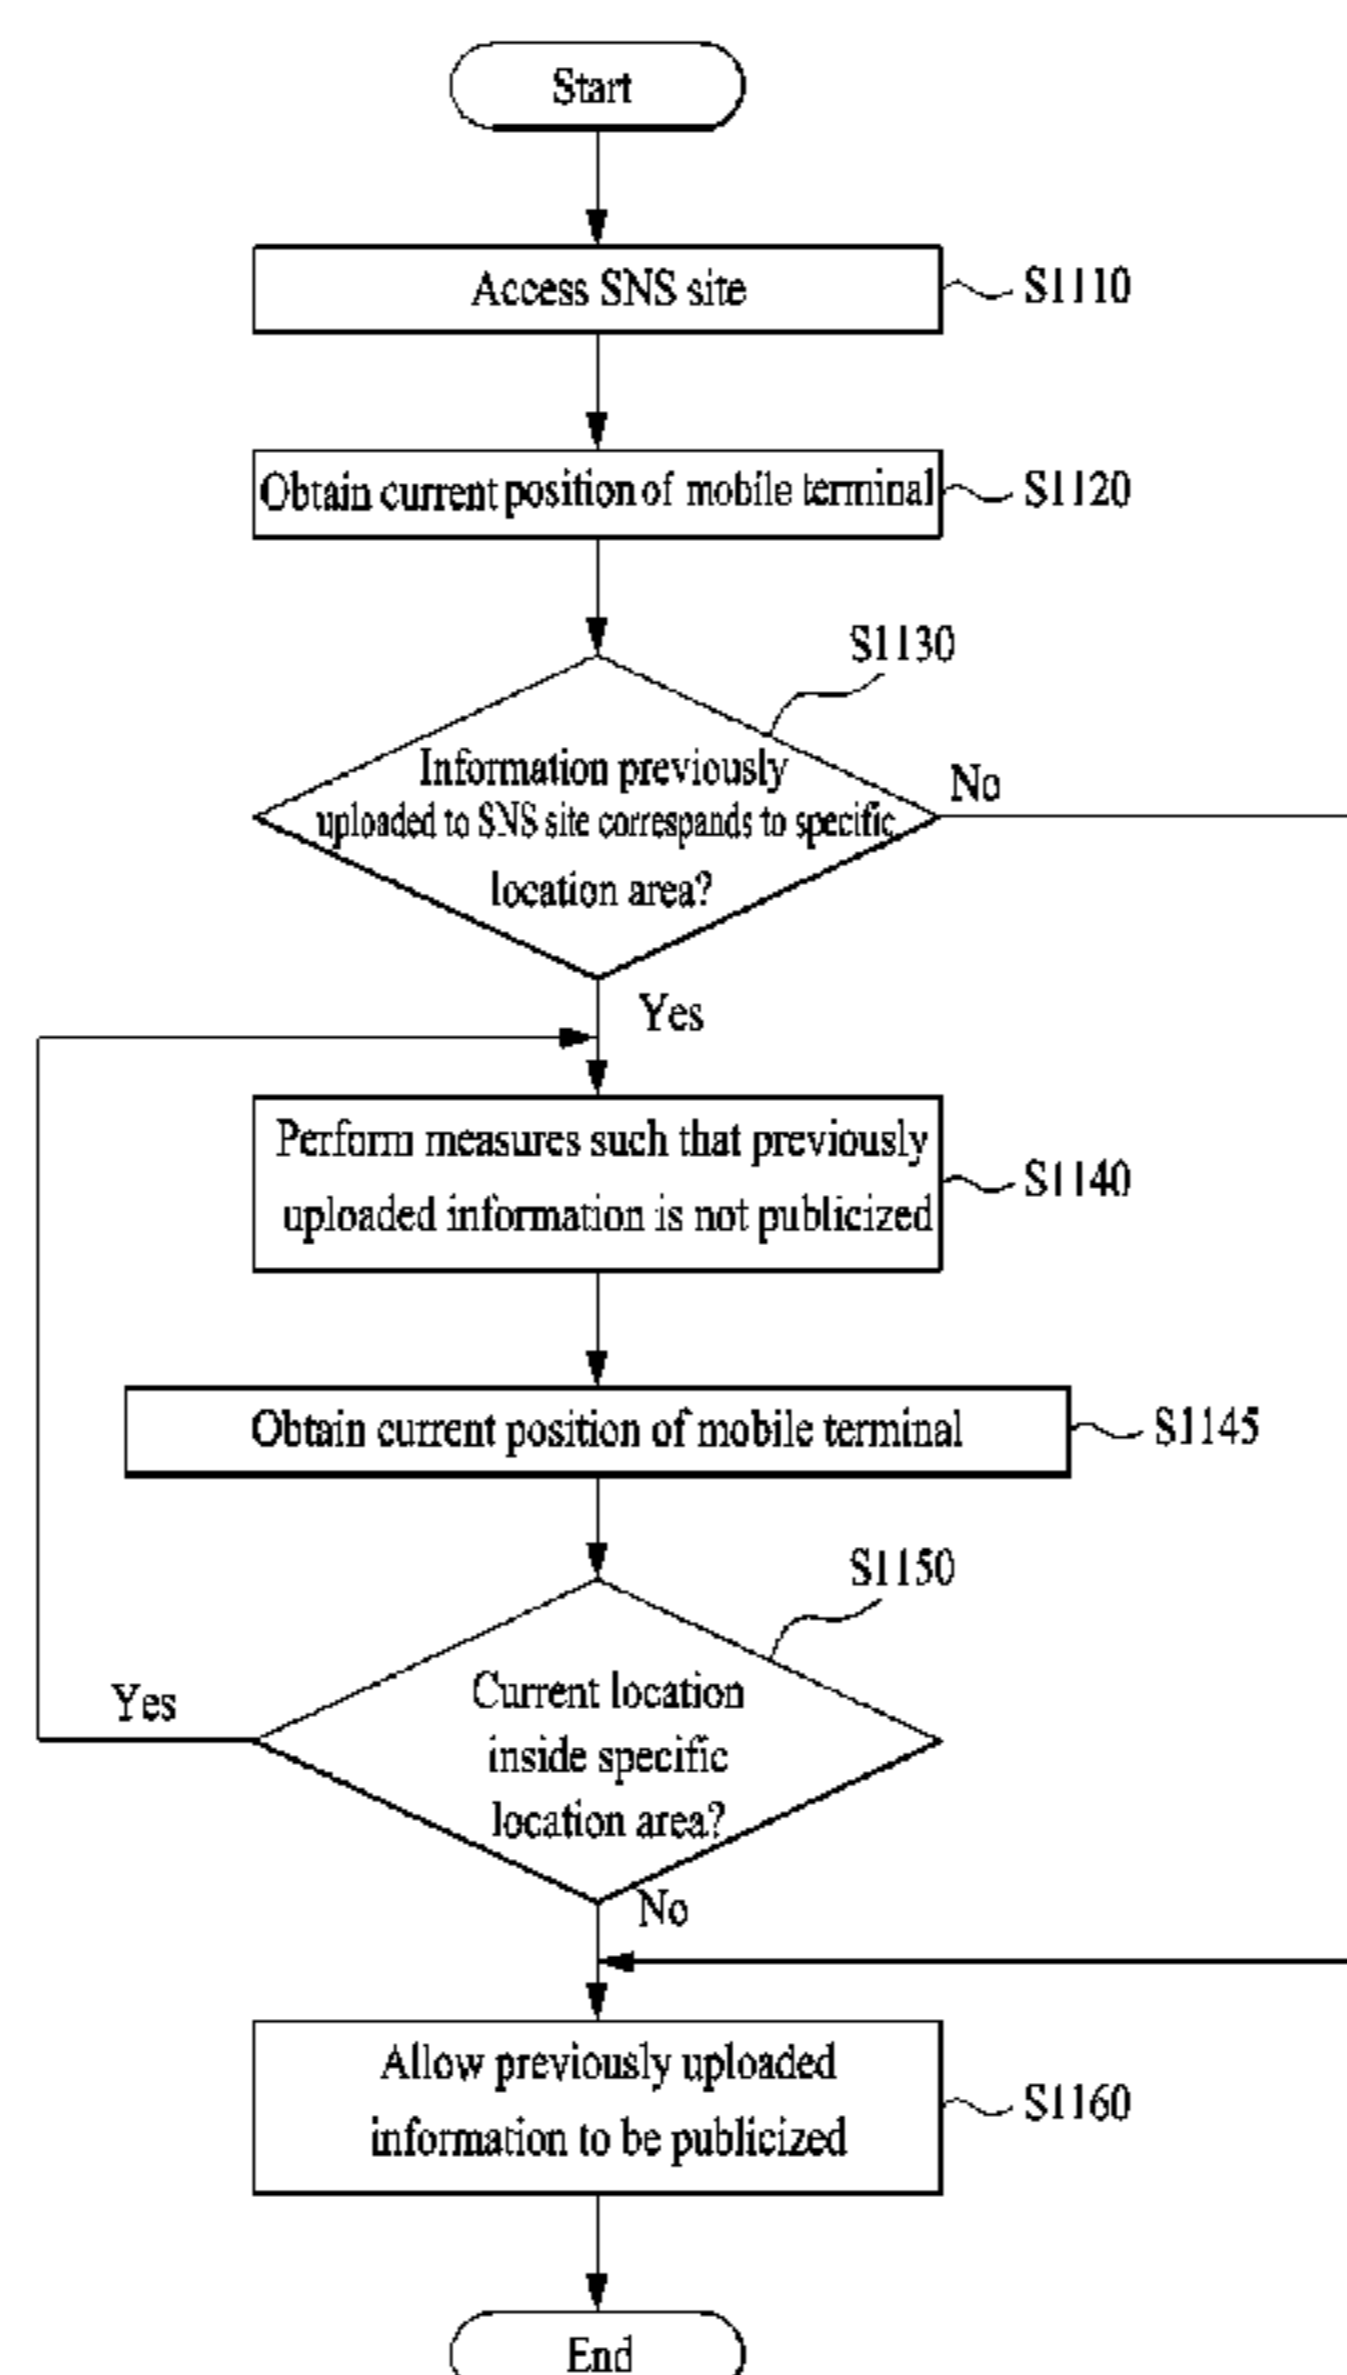 Start
Access SNS site
S1110
Obtain current position of mobile terminal
S1120
S1130
Information previously
uploaded to SNS site correspands to specific
location area?
No
Yes
Perform measures such that previously
uploaded information is not publicized
S1140
Obtain current position of mobile terminal
S1145
S1150
Current location
inside specific
location area?
Yes
No
Allow previously uploaded
information to be publicized
S1160
End